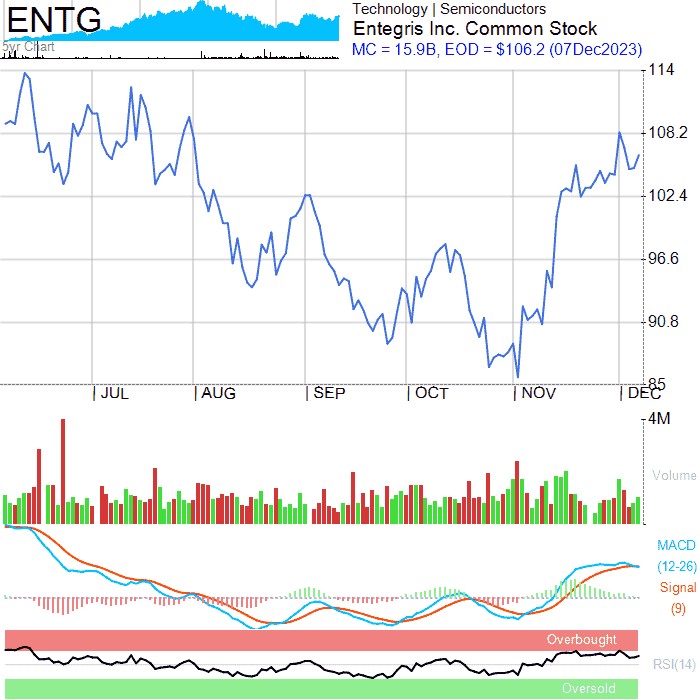 ENTG
5yr Chart
Technology | Semiconductors
Entegris Inc. Common Stock
MC = 15.9B, EOD = $106.2 (07Dec2023)
114
108.2
102.4
96.6
90.8
85
| JUL | AUG | SEP | OCT | NOV | DEC
4M
Volume
MACD
(12-26)
Signal
(9)
Overbought
RSI(14)
Oversold